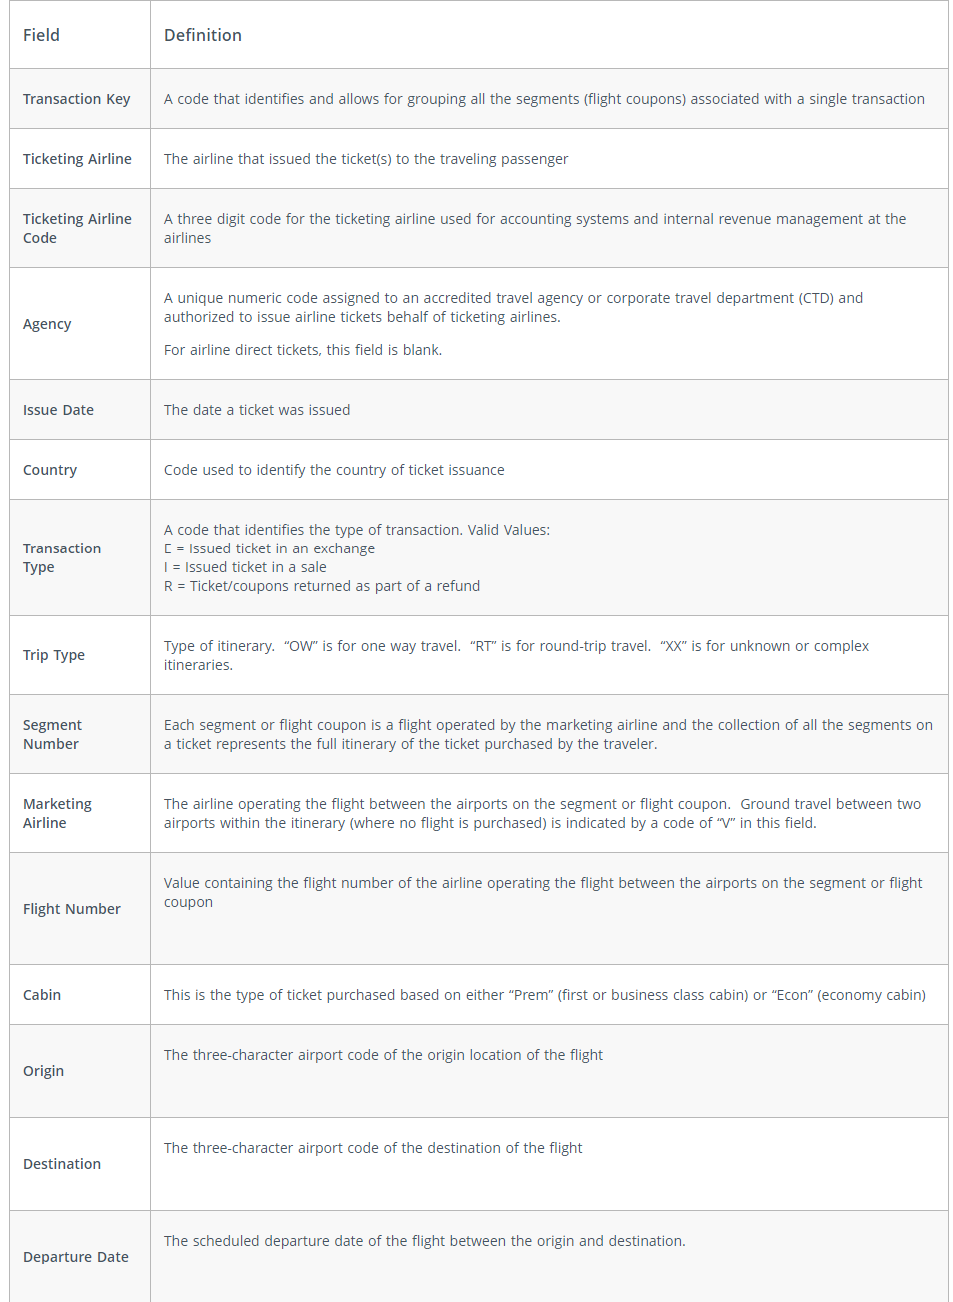 Field
Definition
Transaction Key
A code that identifies and allows for grouping all the segments (flight coupons) associated with a single transaction
Ticketing Airline
The airline that issued the ticket(s) to the traveling passenger
Ticketing Airline
Code
A three digit code for the ticketing airline used for accounting systems and internal revenue management at the
airlines
Agency
A unique numeric code assigned to an accredited travel agency or corporate travel department (CTD) and
authorized to issue airline tickets behalf of ticketing airlines.
For airline direct tickets, this field is blank.
Issue Date
The date a ticket was issued
Country
Code used to identify the country of ticket issuance
Transaction
Type
A code that identifies the type of transaction. Valid Values:
E = Issued ticket in an exchange
I = Issued ticket in a sale
R = Ticket/coupons returned as part of a refund
Trip Type
Type of itinerary.  “OW” is for one way travel.  “RT” is for round-trip travel.  “XX” is for unknown or complex
itineraries.
Segment
Number
Each segment or flight coupon is a flight operated by the marketing airline and the collection of all the segments on
a ticket represents the full itinerary of the ticket purchased by the traveler.
Marketing
Airline
The airline operating the flight between the airports on the segment or flight coupon.  Ground travel between two
airports within the itinerary (where no flight is purchased) is indicated by a code of “V” in this field.
Flight Number
Value containing the flight number of the airline operating the flight between the airports on the segment or flight
coupon
Cabin
This is the type of ticket purchased based on either “Prem” (first or business class cabin) or “Econ” (economy cabin)
Origin
The three-character airport code of the origin location of the flight
Destination
The three-character airport code of the destination of the flight
Departure Date
The scheduled departure date of the flight between the origin and destination.